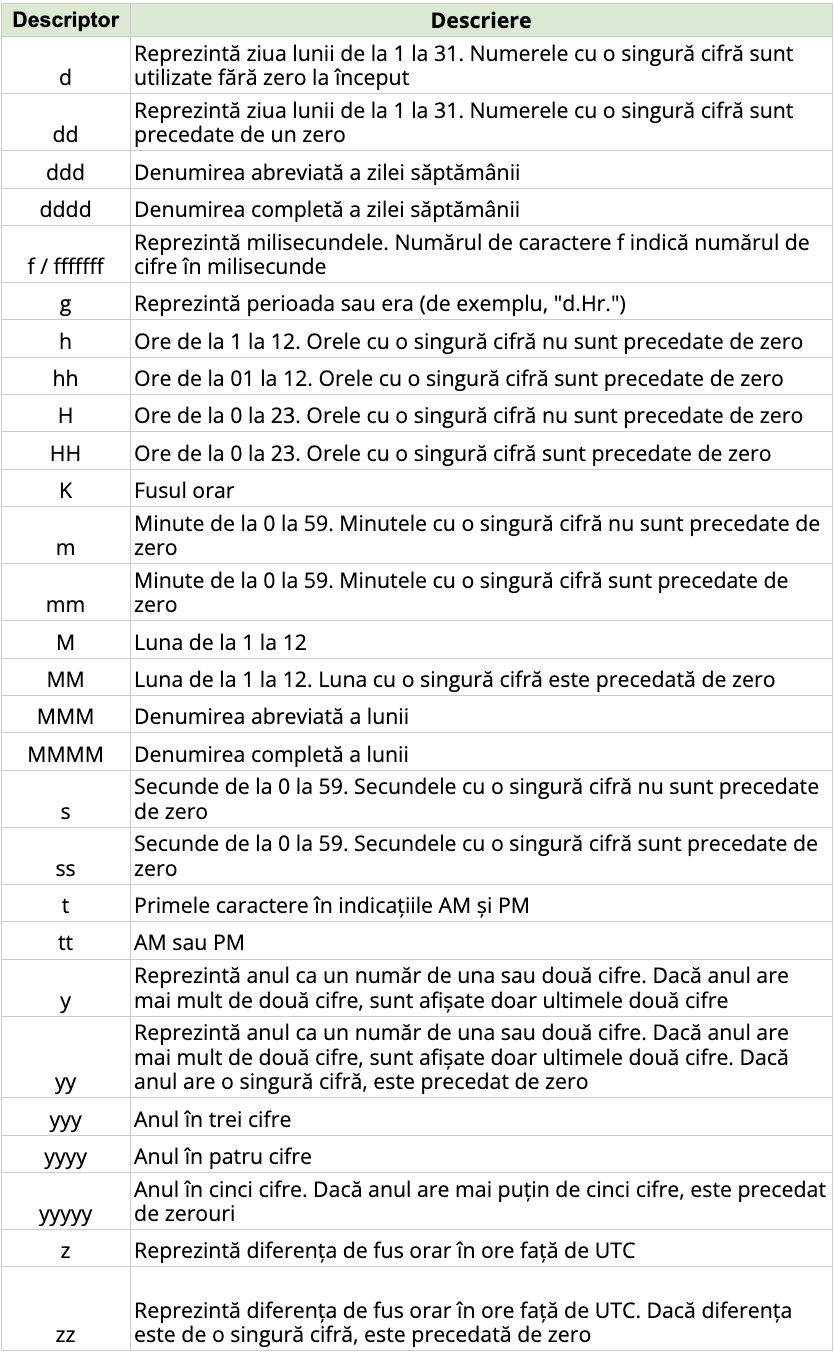 Descriptor Descriere
d Reprezintă ziua lunii de la 1 la 31. Numerele cu o singură cifră sunt
utilizate fără zero la început
dd Reprezintă ziua lunii de la 1 la 31. Numerele cu o singură cifră sunt
precedate de un zero
ddd Denumirea abreviată a zilei săptămânii
dddd Denumirea completă a zilei săptămânii
f / fffffff Reprezintă milisecundele. Numărul de caractere f indică numărul de
cifre în milisecunde
g Reprezintă perioada sau era (de exemplu, "d.Hr.")
h Ore de la 1 la 12. Orele cu o singură cifră nu sunt precedate de zero
hh Ore de la 01 la 12. Orele cu o singură cifră sunt precedate de zero
H Ore de la 0 la 23. Orele cu o singură cifră nu sunt precedate de zero
HH Ore de la 0 la 23. Orele cu o singură cifră sunt precedate de zero
K Fusul orar
m Minute de la 0 la 59. Minutele cu o singură cifră nu sunt precedate de
zero
mm Minute de la 0 la 59. Minutele cu o singură cifră sunt precedate de
zero
M Luna de la 1 la 12
MM Luna de la 1 la 12. Luna cu o singură cifră este precedată de zero
MMM Denumirea abreviată a lunii
MMMM Denumirea completă a lunii
s Secunde de la 0 la 59. Secundele cu o singură cifră nu sunt precedate
de zero
ss Secunde de la 0 la 59. Secundele cu o singură cifră sunt precedate de
zero
t Primele caractere în indicațiile AM și PM
tt AM sau PM
y Reprezintă anul ca un număr de una sau două cifre. Dacă anul are
mai mult de două cifre, sunt afișate doar ultimele două cifre
yy Reprezintă anul ca un număr de una sau două cifre. Dacă anul are
mai mult de două cifre, sunt afișate doar ultimele două cifre. Dacă
anul are o singură cifră, este precedat de zero
yyy Anul în trei cifre
yyyy Anul în patru cifre
yyyyy Anul în cinci cifre. Dacă anul are mai puțin de cinci cifre, este precedat
de zerouri
z Reprezintă diferența de fus orar în ore față de UTC
zz Reprezintă diferența de fus orar în ore față de UTC. Dacă diferența
este de o singură cifră, este precedată de zero